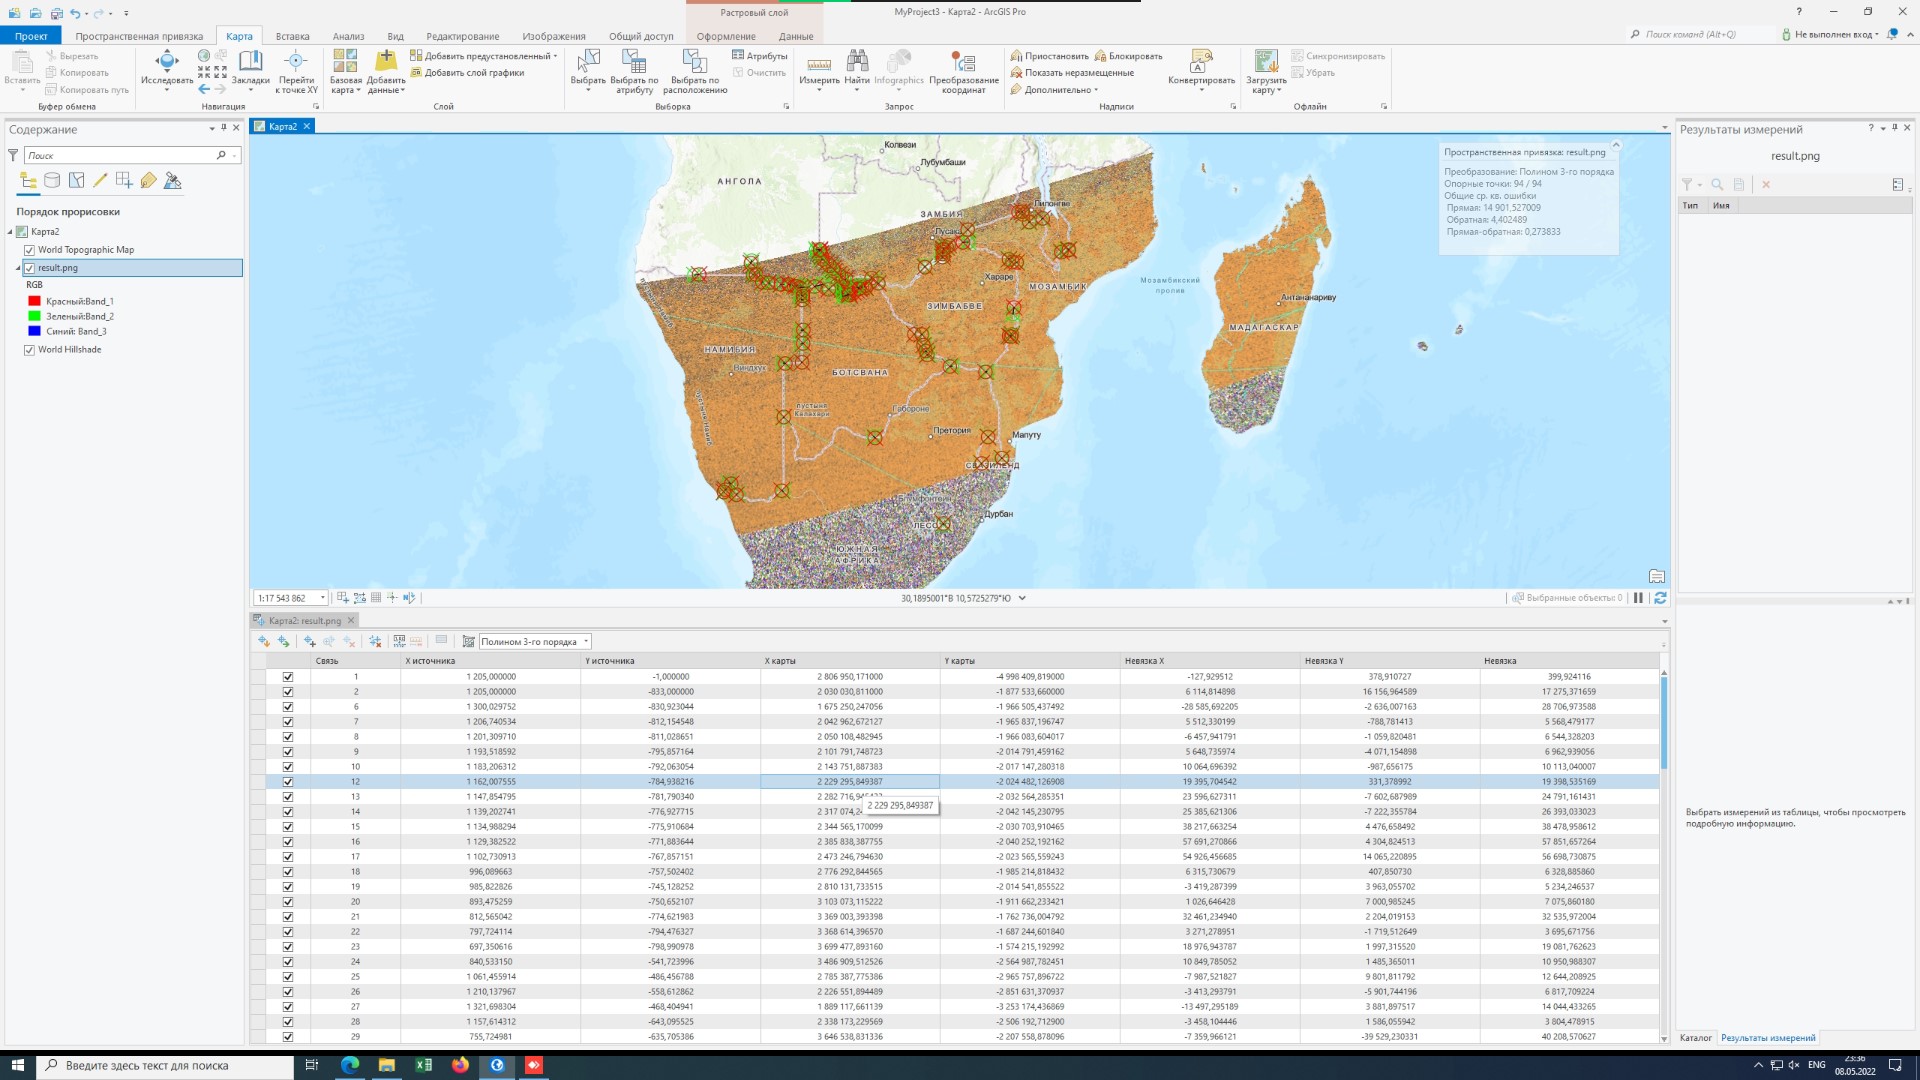 Растровый слой
MyProject3 - Карта2 - ArcGIS Pro
Проект Пространственная привязка Карта Вставка Анализ Вид Редактирование Изображения Общий доступ Оформление Данные
Поиск команд (Alt+Q)
Не выполнен вход
Вставить
Вырезать
Копировать
Копировать путь
Буфер обмена
Исследовать
Закладки
Перейти к точке XY
Навигация
Базовая карта
Добавить данные
Добавить предустановленный
Добавить слой графики
Слой
Выбрать
Выбрать по атрибуту
Выбрать по расположению
Атрибуты
Очистить
Выборка
Измерить
Найти
Infographics
Преобразование координат
Запрос
Приостановить
Блокировать
Показать неразмещенные
Дополнительно
Конвертировать
Надписи
Загрузить карту
Синхронизировать
Убрать
Офлайн
Содержание
Поиск
Порядок прорисовки
Карта2
World Topographic Map
result.png
RGB
Красный:Band_1
Зеленый:Band_2
Синий: Band_3
World Hillshade
Карта2
Колвези
Лубумбаши
АНГОЛА
ЗАМБИЯ
Лусака
Лилонгве
Хараре
МОЗАМБИК
ЗИМБАБВЕ
Мозамбикский пролив
Антананариву
МАДАГАСКАР
НАМИБИЯ
Виндхук
БОТСВАНА
пустыня Калахари
Габороне
Претория
Мапуту
СВАЗИЛЕНД
Блумфонтейн
Дурбан
ЮЖНАЯ АФРИКА
Пространственная привязка: result.png
Преобразование: Полином 3-го порядка
Опорные точки: 94 / 94
Общие ср. кв. ошибки
Прямая: 14 901,527009
Обратная: 4,402489
Прямая-обратная: 0,273833
1:17 543 862
30,1895001°В 10,5725279°Ю
Выбранные объекты: 0
Карта2: result.png
Полином 3-го порядка
Связь X источника Y источника X карты Y карты Невязка X Невязка Y Невязка
1 1 205,000000 -1,000000 2 806 950,171000 -4 998 409,819000 -127,929512 378,910727 399,924116
2 1 205,000000 -833,000000 2 030 030,811000 -1 877 533,660000 6 114,814898 16 156,964589 17 275,371659
6 1 300,029752 -830,923044 1 675 250,247056 -1 966 505,437492 -28 585,692205 -2 636,007163 28 706,973588
7 1 206,740534 -812,154548 2 042 962,672127 -1 965 837,196747 5 512,330199 -788,781413 5 568,479177
8 1 201,309710 -811,028651 2 050 108,482945 -1 966 083,604017 -6 457,941791 -1 059,820481 6 544,328203
9 1 193,518592 -795,857164 2 101 791,748723 -2 014 791,459162 5 648,735974 -4 071,154898 6 962,939056
10 1 183,206312 -792,063054 2 143 751,887383 -2 017 147,280318 10 064,696392 -987,656175 10 113,040007
12 1 162,007555 -784,938216 2 229 295,849387 -2 024 482,126908 19 395,704542 331,378992 19 398,535169
13 1 147,854795 -781,790340 2 282 716,945423 -2 032 564,285351 23 596,627311 -7 602,687989 24 791,161431
2 229 295,849387
14 1 139,202741 -776,927715 2 317 074,2 -2 042 145,230795 25 385,621306 -7 222,355784 26 393,033023
15 1 134,988294 -775,910684 2 344 565,170099 -2 030 703,910465 38 217,663254 4 476,658492 38 478,958612
16 1 129,382522 -771,883644 2 385 838,387755 -2 040 252,192162 57 691,270866 4 304,824513 57 851,657264
17 1 102,730913 -767,857151 2 473 246,794630 -2 023 565,559243 54 926,456685 14 065,220895 56 698,730875
18 996,089663 -757,502402 2 776 292,844565 -1 985 214,818432 6 315,730679 407,850730 6 328,885860
19 985,822826 -745,128252 2 810 131,733515 -2 014 541,855522 -3 419,287399 3 963,055702 5 234,246537
20 893,475259 -750,652107 3 103 073,115222 -1 911 662,233421 1 026,646428 7 000,985245 7 075,860180
21 812,565042 -774,621983 3 369 003,393398 -1 762 736,004792 32 461,234940 2 204,019153 32 535,972004
22 797,724114 -794,476327 3 368 614,396570 -1 687 244,601840 3 271,278951 -1 719,512649 3 695,671756
23 697,350616 -798,990978 3 699 477,893160 -1 574 215,192992 18 976,943787 1 997,315520 19 081,762623
24 840,533150 -541,723996 3 486 909,512526 -2 564 987,782451 10 849,785052 1 485,365011 10 950,988307
25 1 061,455914 -486,456788 2 785 387,775386 -2 965 757,896722 -7 987,521827 9 801,811792 12 644,208925
26 1 210,137967 -558,612862 2 226 551,894489 -2 851 631,370937 -3 413,293791 -5 901,744196 6 817,709224
27 1 321,698304 -468,404941 1 889 117,661139 -3 253 174,436869 -13 497,295189 3 881,897517 14 044,433265
28 1 157,614312 -643,095525 2 338 173,229569 -2 506 192,712900 -3 458,104446 1 586,055942 3 804,478915
29 755,724981 -635,705386 3 646 538,831336 -2 207 558,878096 -7 359,966121 -39 529,230331 40 208,570627
Результаты измерений
result.png
Тип Имя
Выбрать измерений из таблицы, чтобы просмотреть подробную информацию.
Каталог Результаты измерений
Введите здесь текст для поиска
ENG
23:36
08.05.2022